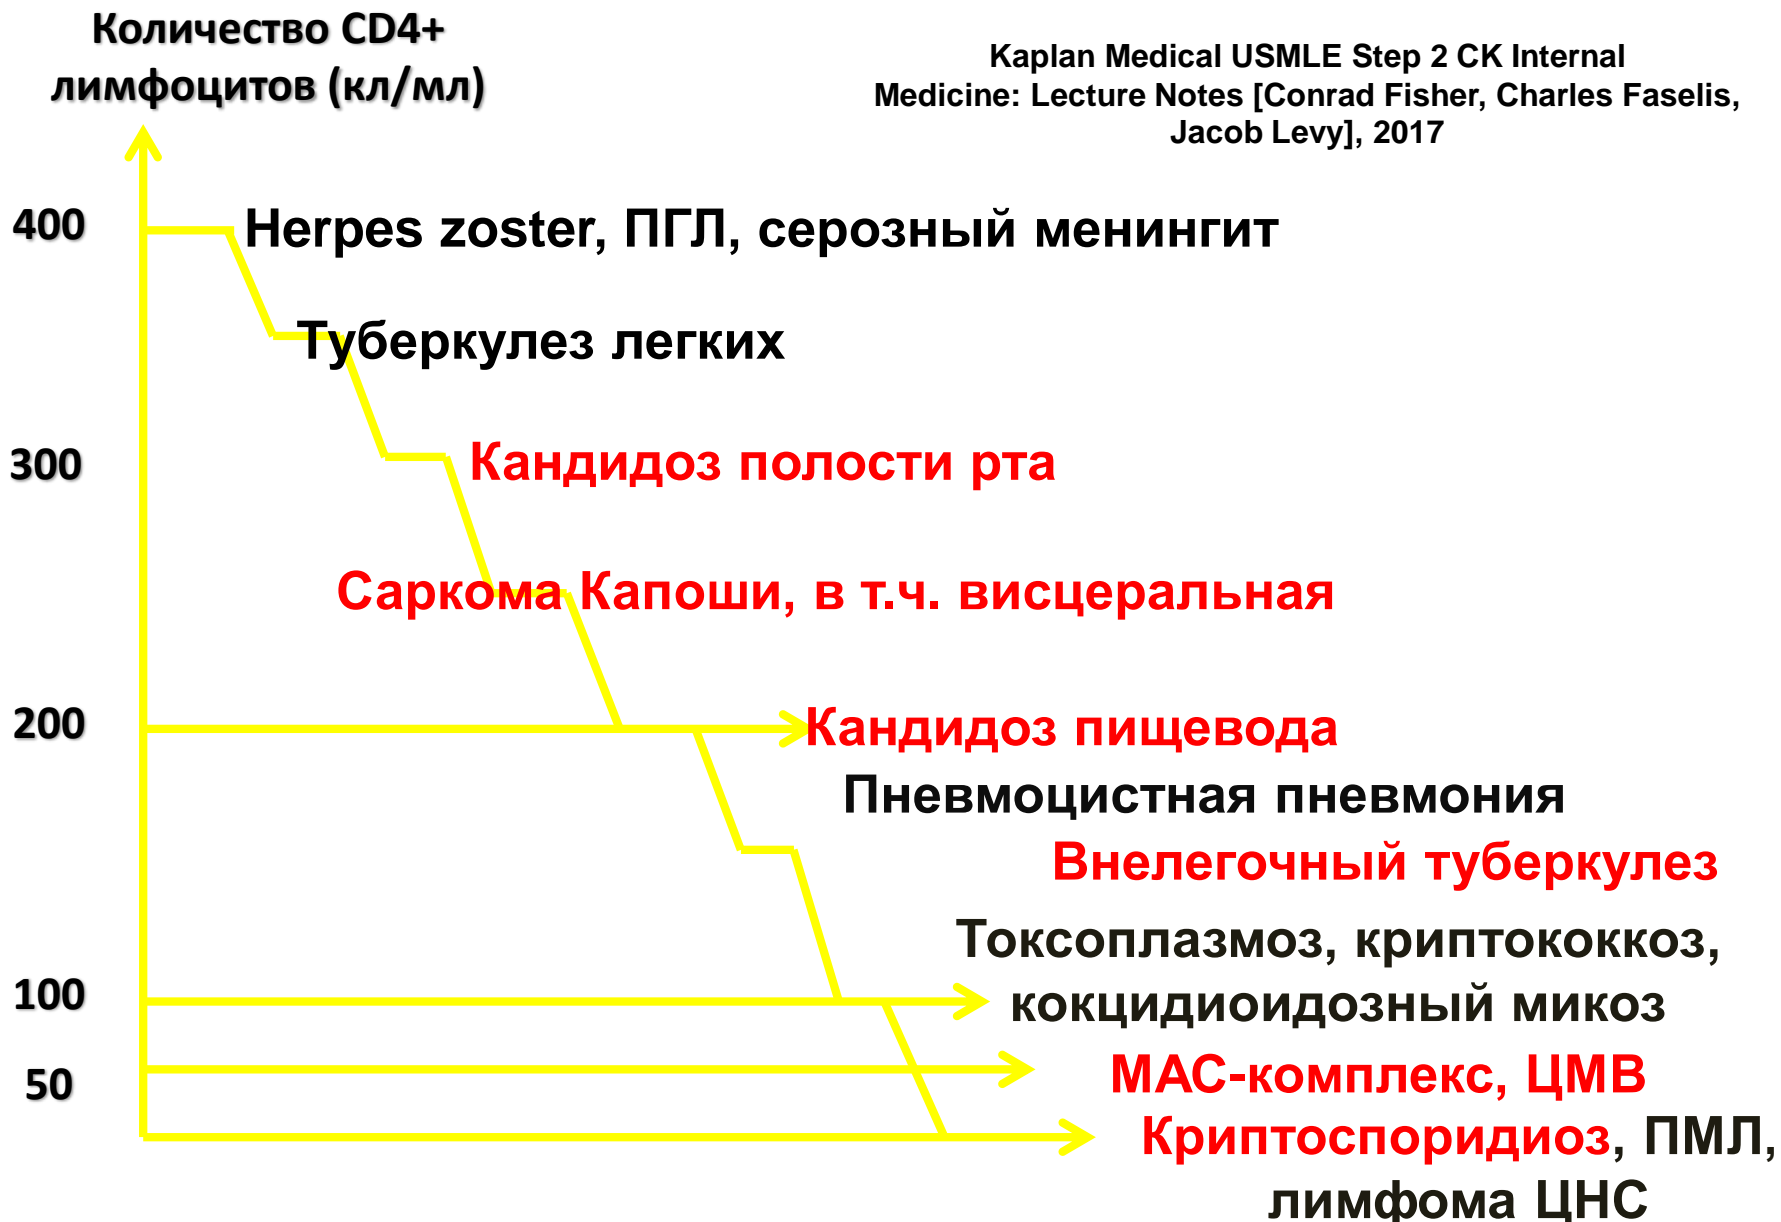 Количество CD4+
лимфоцитов (кл/мл)
Kaplan Medical USMLE Step 2 CK Internal
Medicine: Lecture Notes [Conrad Fisher, Charles Faselis,
Jacob Levy], 2017
400
Herpes zoster, ПГЛ, серозный менингит
Туберкулез легких
300
Кандидоз полости рта
Саркома Капоши, в т.ч. висцеральная
200
Кандидоз пищевода
Пневмоцистная пневмония
Внелегочный туберкулез
Токсоплазмоз, криптококкоз,
100
кокцидиоидозный микоз
50
МАС-комплекс, ЦМВ
Криптоспоридиоз, ПМЛ,
лимфома ЦНС